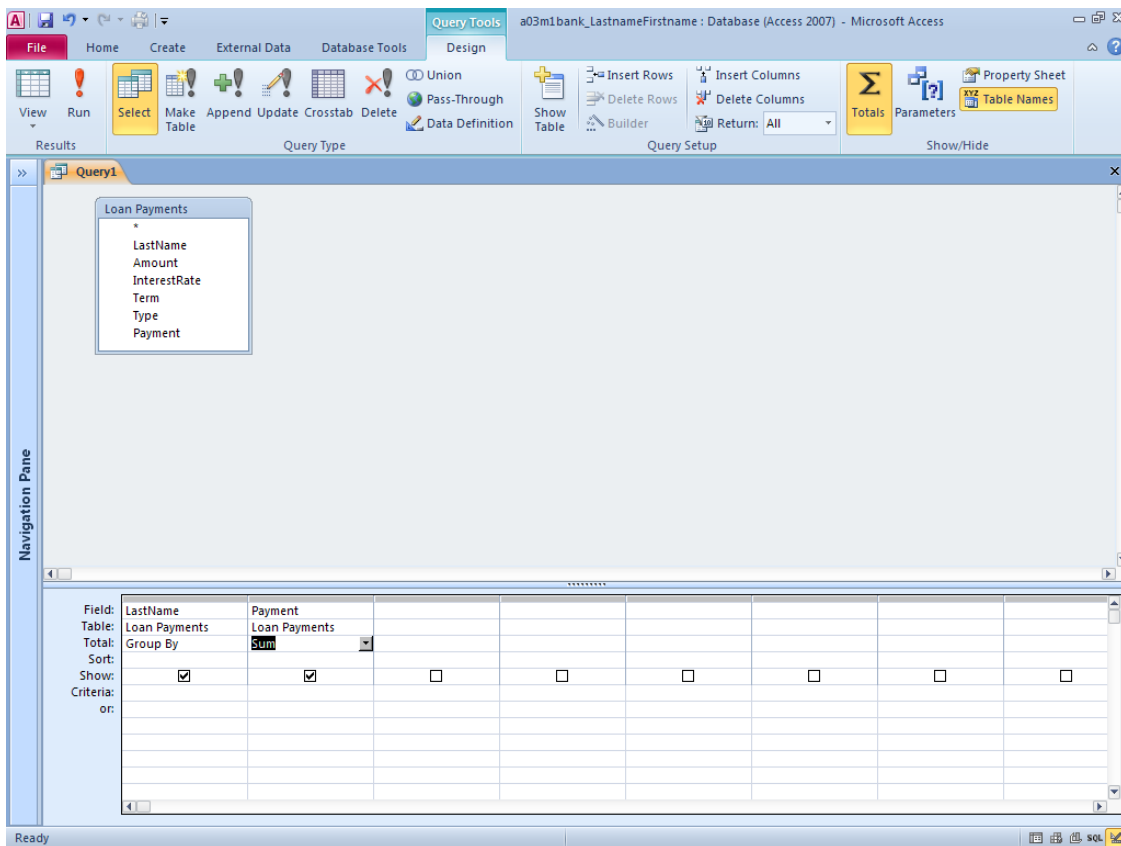 A Query Tools a03m1bank_LastnameFirstname : Database (Access 2007) - Microsoft Access
File Home Create External Data Database Tools Design ?
View Run Select Make Table Append Update Crosstab Delete
Union
Pass-Through
Data Definition
Show Table
Insert Rows
Delete Rows
Builder
Insert Columns
Delete Columns
Return: All
Σ Totals [?] Parameters
Property Sheet
XYZ Table Names
Results Query Type Query Setup Show/Hide
» Query1 x
Loan Payments
*
LastName
Amount
InterestRate
Term
Type
Payment
Navigation Pane
Field: LastName Payment
Table: Loan Payments Loan Payments
Total: Group By Sum
Sort:
Show:
Criteria:
or:
Ready SQL